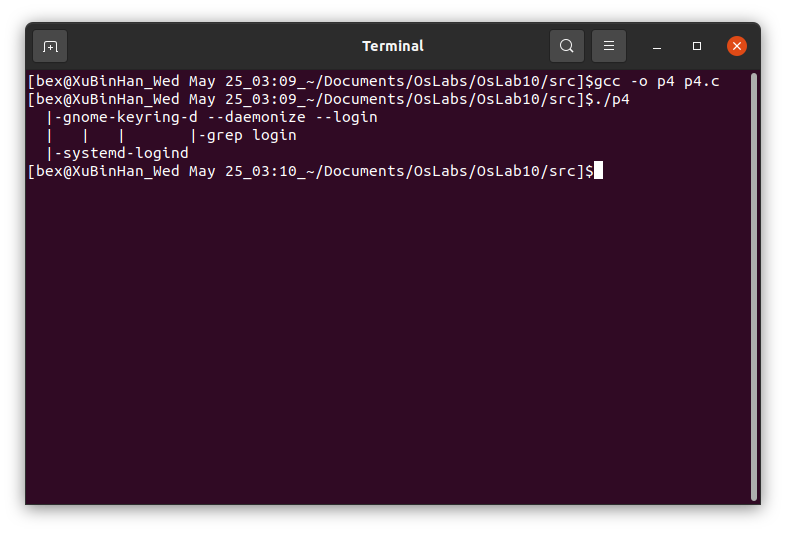 Terminal
[bex@XuBinHan_Wed May 25_03:09_~/Documents/OsLabs/OsLab10/src]$gcc -o p4 p4.c
[bex@XuBinHan_Wed May 25_03:09_~/Documents/OsLabs/OsLab10/src]$./p4
  |-gnome-keyring-d --daemonize --login
  |   |   |       |-grep login
  |-systemd-logind
[bex@XuBinHan_Wed May 25_03:10_~/Documents/OsLabs/OsLab10/src]$